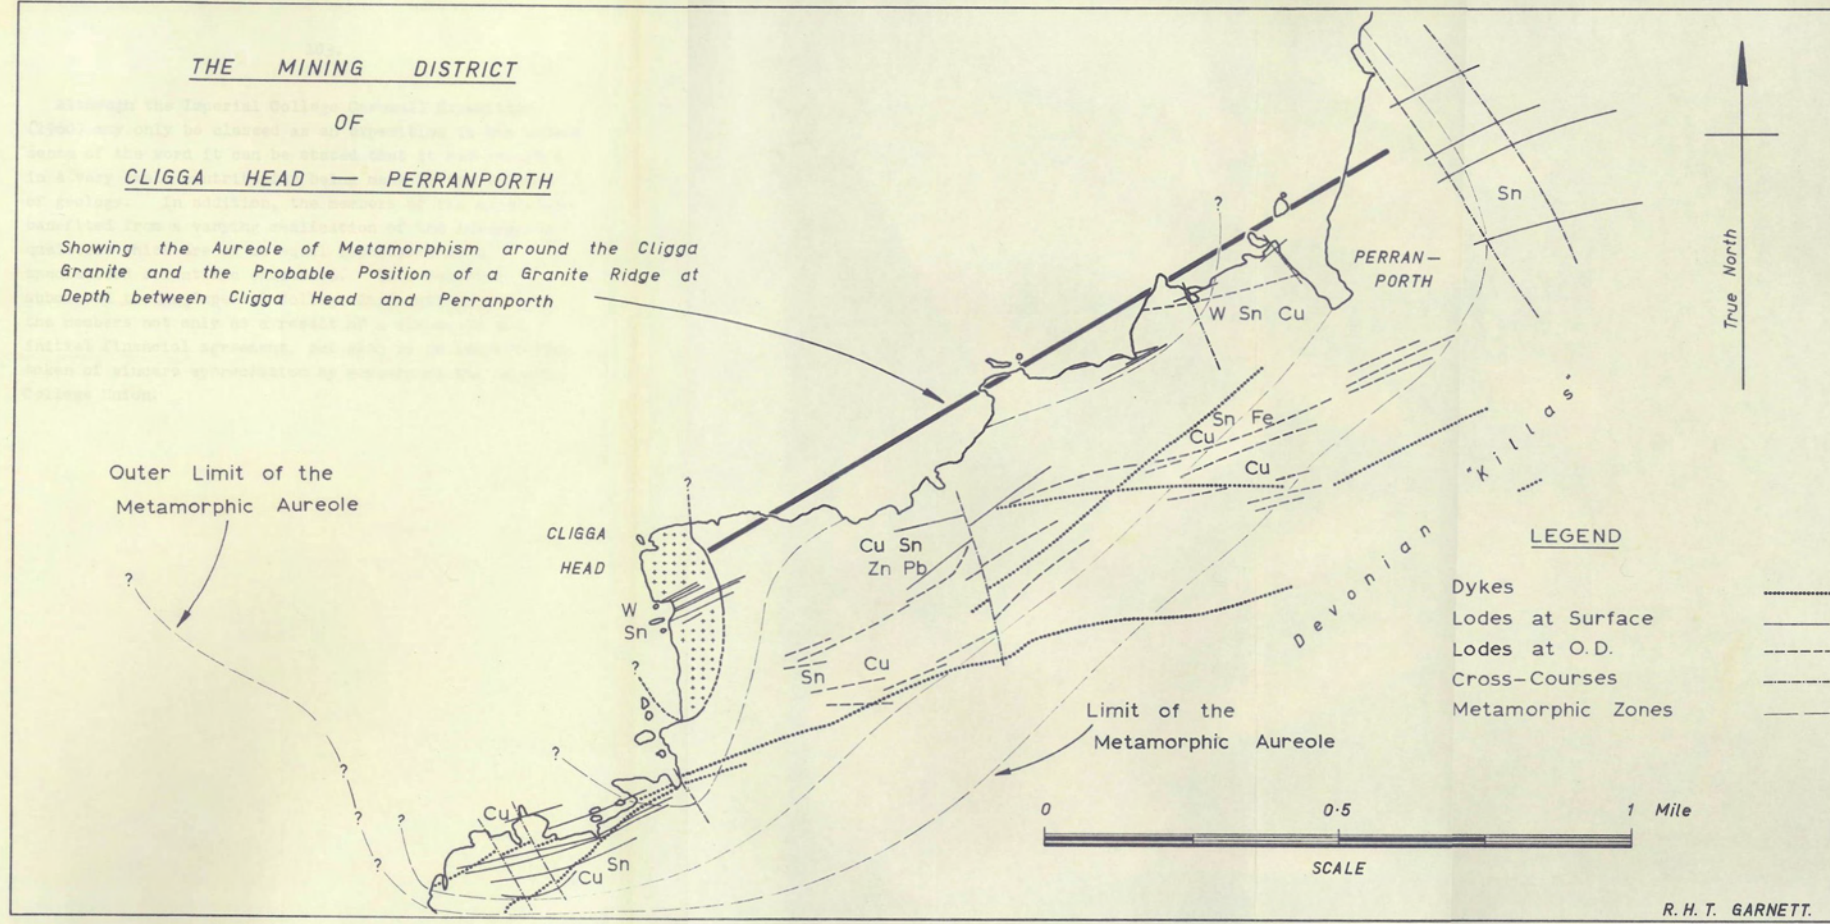 THE MINING DISTRICT
OF
CLIGGA HEAD — PERRANPORTH
Showing the Aureole of Metamorphism around the Cligga
Granite and the Probable Position of a Granite Ridge at
Depth between Cligga Head and Perranporth
True North
Sn
PERRAN—
PORTH
?
W Sn Cu
Sn Fe
Cu
Cu
"Killas"
Devonian
Outer Limit of the
Metamorphic Aureole
?
?
CLIGGA
HEAD
Cu Sn
Zn Pb
W
Sn
?
Cu
Sn
Limit of the
Metamorphic Aureole
?
?
?
?
?
Cu
Sn
Cu
LEGEND
Dykes
Lodes at Surface
Lodes at O.D.
Cross-Courses
Metamorphic Zones
0 0·5 1 Mile
SCALE
R. H. T. GARNETT.